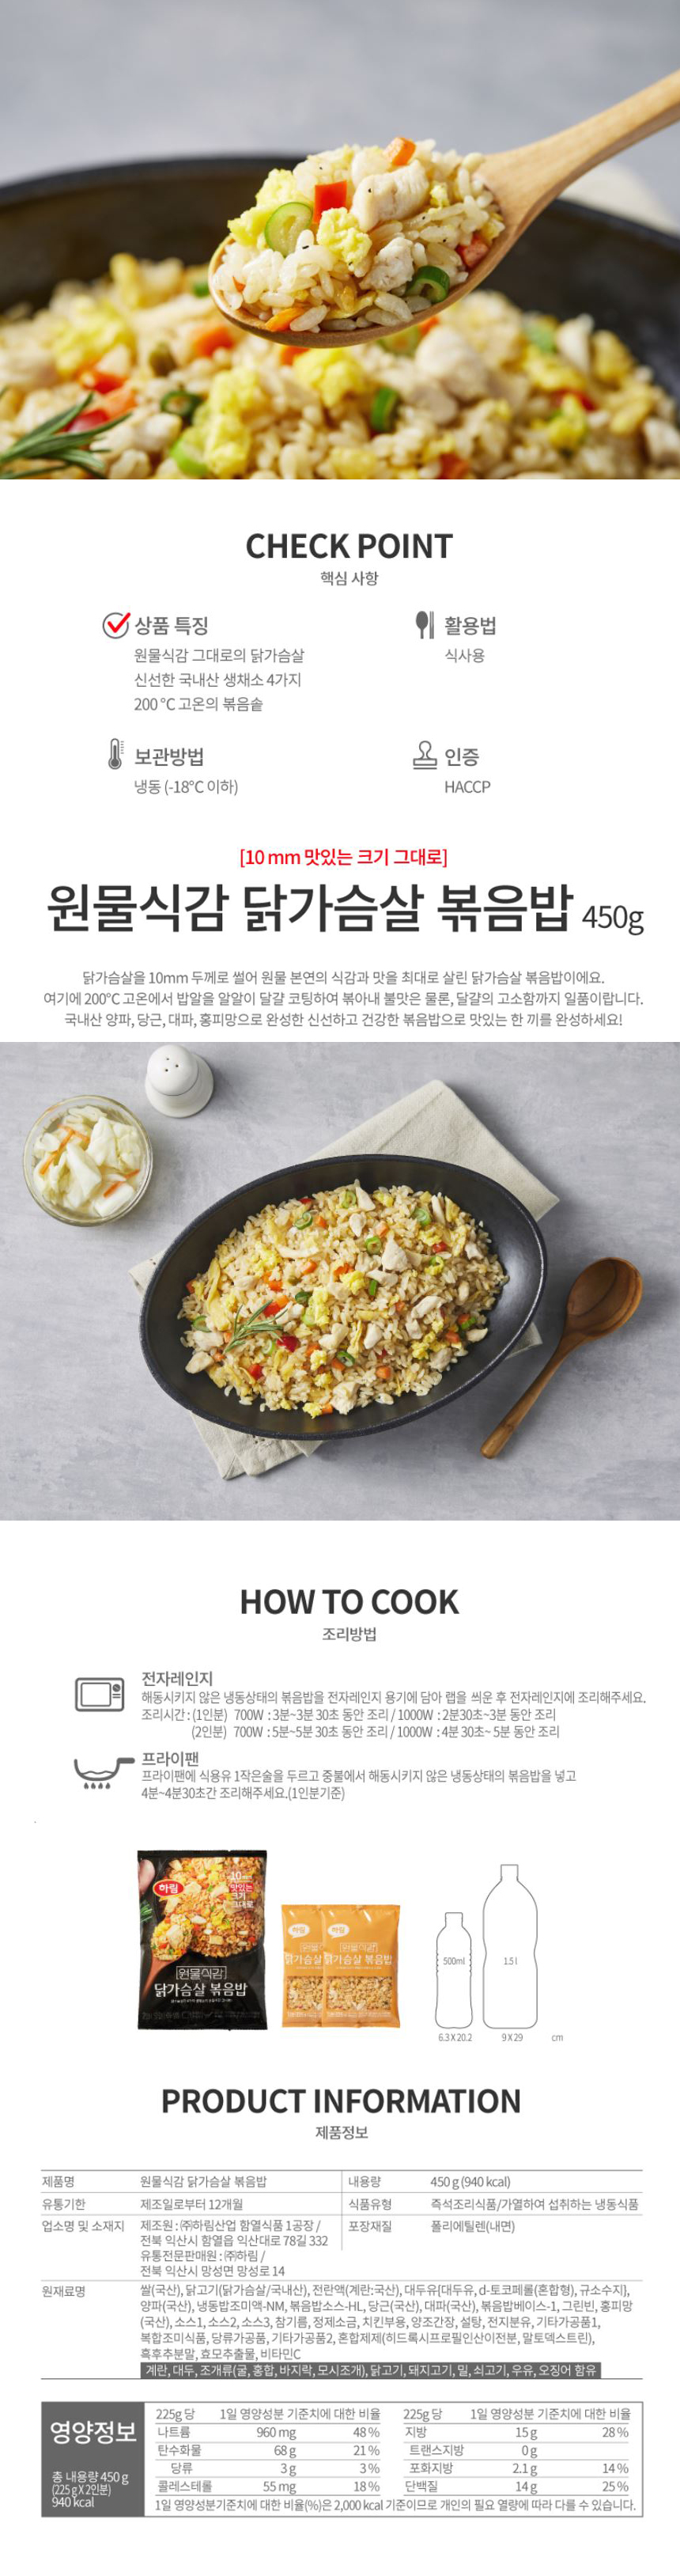 CHECK POINT
핵심 사항
상품 특징
원물식감 그대로의 닭가슴살
신선한 국내산 생채소 4가지
200 °C 고온의 볶음솥
활용법
식사용
보관방법
냉동 (-18°C 이하)
인증
HACCP
[10 mm 맛있는 크기 그대로]
원물식감 닭가슴살 볶음밥 450g
닭가슴살을 10mm 두께로 썰어 원물 본연의 식감과 맛을 최대로 살린 닭가슴살 볶음밥이에요.
여기에 200°C 고온에서 밥알을 알알이 달걀 코팅하여 볶아내 불맛은 물론, 달걀의 고소함까지 일품이랍니다.
국내산 양파, 당근, 대파, 홍피망으로 완성한 신선하고 건강한 볶음밥으로 맛있는 한 끼를 완성하세요!
HOW TO COOK
조리방법
전자레인지
해동시키지 않은 냉동상태의 볶음밥을 전자레인지 용기에 담아 랩을 씌운 후 전자레인지에 조리해주세요.
조리시간 : (1인분) 700W : 3분~3분 30초 동안 조리 / 1000W : 2분30초~3분 동안 조리
(2인분) 700W : 5분~5분 30초 동안 조리 / 1000W : 4분 30초~ 5분 동안 조리
프라이팬
프라이팬에 식용유 1작은술을 두르고 중불에서 해동시키지 않은 냉동상태의 볶음밥을 넣고
4분~4분30초간 조리해주세요.(1인분기준)
하림
10mm
맛있는
크기
그대로
원물식감
닭가슴살 볶음밥
하림
하림
원물식감
닭가슴살 볶음밥
500ml
1.5 l
6.3 X 20.2
9 X 29
cm
PRODUCT INFORMATION
제품정보
제품명 원물식감 닭가슴살 볶음밥 내용량 450 g (940 kcal)
유통기한 제조일로부터 12개월 식품유형 즉석조리식품/가열하여 섭취하는 냉동식품
업소명 및 소재지 제조원 : ㈜하림산업 함열식품 1공장 / 포장재질 폴리에틸렌(내면)
전북 익산시 함열읍 익산대로 78길 332
유통전문판매원 : ㈜하림 /
전북 익산시 망성면 망성로 14
원재료명 쌀(국산), 닭고기(닭가슴살/국내산), 전란액(계란:국산), 대두유[대두유, d-토코페롤(혼합형), 규소수지],
양파(국산), 냉동밥조미액-NM, 볶음밥소스-HL, 당근(국산), 대파(국산), 볶음밥베이스-1, 그린빈, 홍피망
(국산), 소스1, 소스2, 소스3, 참기름, 정제소금, 치킨부용, 양조간장, 설탕, 전지분유, 기타가공품1,
복합조미식품, 당류가공품, 기타가공품2, 혼합제제(히드록시프로필인산이전분, 말토덱스트린),
흑후추분말, 효모추출물, 비타민C
계란, 대두, 조개류(굴, 홍합, 바지락, 모시조개), 닭고기, 돼지고기, 밀, 쇠고기, 우유, 오징어 함유
영양정보
총 내용량 450 g
(225 g X 2인분)
940 kcal
225g 당 1일 영양성분 기준치에 대한 비율 225g 당 1일 영양성분 기준치에 대한 비율
나트륨 960 mg 48 % 지방 15 g 28 %
탄수화물 68 g 21 % 트랜스지방 0 g
당류 3 g 3 % 포화지방 2.1 g 14 %
콜레스테롤 55 mg 18 % 단백질 14 g 25 %
1일 영양성분기준치에 대한 비율(%)은 2,000 kcal 기준이므로 개인의 필요 열량에 따라 다를 수 있습니다.